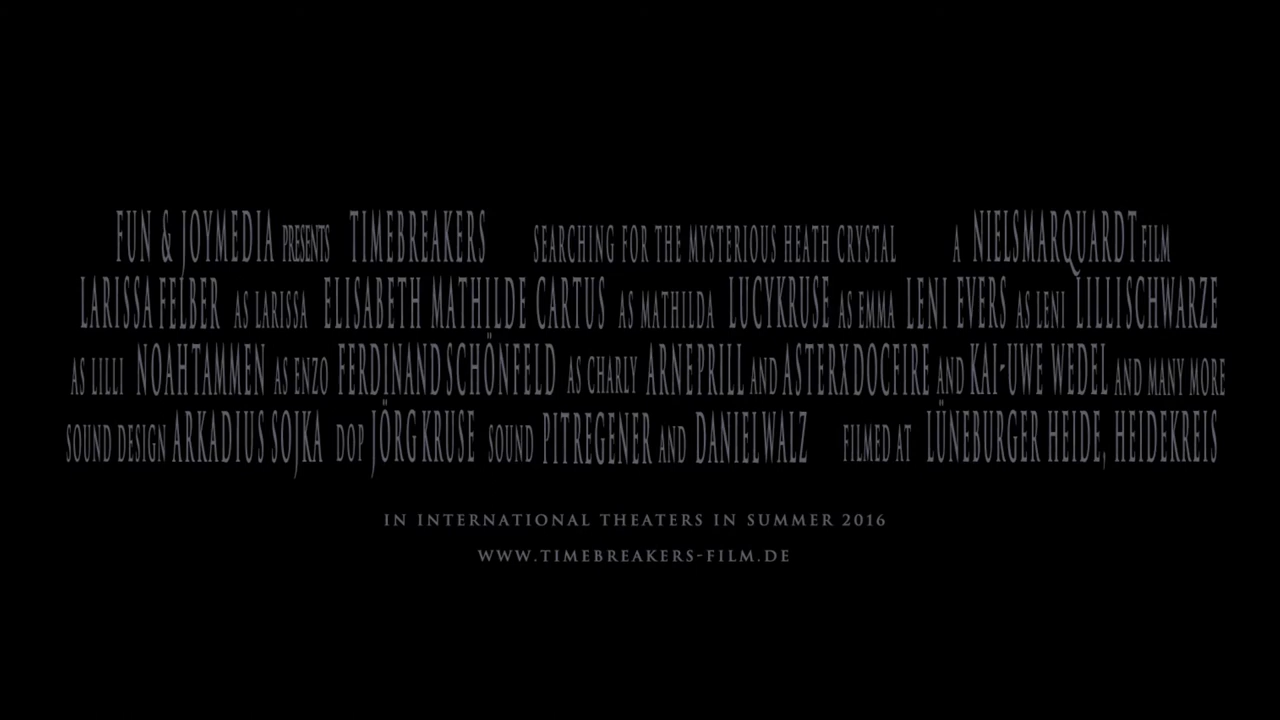 FUN & JOYMEDIA PRESENTS TIMEBREAKERS SEARCHING FOR THE MYSTERIOUS HEATH CRYSTAL A NIELSMARQUARDT FILM
LARISSA FELBER AS LARISSA ELISABETH MATHILDE CARTUS AS MATHILDA LUCYKRUSE AS EMMA LENI EVERS AS LENI LILLISCHWARZE
AS LILLI NOAHTAMMEN AS ENZO FERDINANDSCHÖNFELD AS CHARLY ARNEPRILL AND ASTERXDOCFIRE AND KAI-UWE WEDEL AND MANY MORE
SOUND DESIGN ARKADIUS SOJKA DOP JÖRGKRUSE SOUND PITREGENER AND DANIELWALZ FILMED AT LÜNEBURGER HEIDE, HEIDEKREIS
IN INTERNATIONAL THEATERS IN SUMMER 2016
WWW.TIMEBREAKERS-FILM.DE